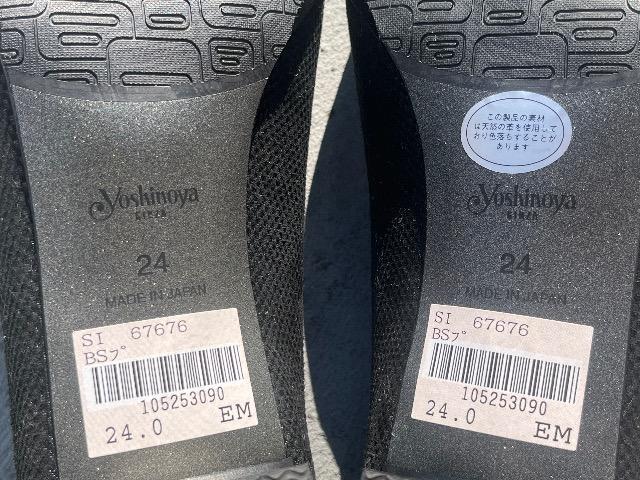 Yoshinoya
GINZA
24
MADE IN JAPAN
SI 67676
BSプ
105253090
24.0 EM
この製品の素材
は天然の革を使用して
おり色落ちすることが
あります
Yoshinoya
GINZA
24
MADE IN JAPAN
SI 67676
BSプ
105253090
24.0 EM